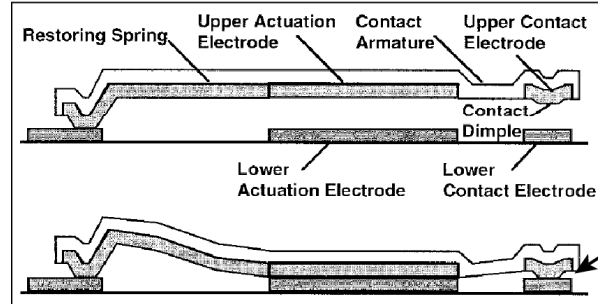 Restoring Spring
Upper Actuation
Electrode
Contact
Armature
Upper Contact
Electrode
Contact
Dimple
Lower
Actuation Electrode
Lower
Contact Electrode